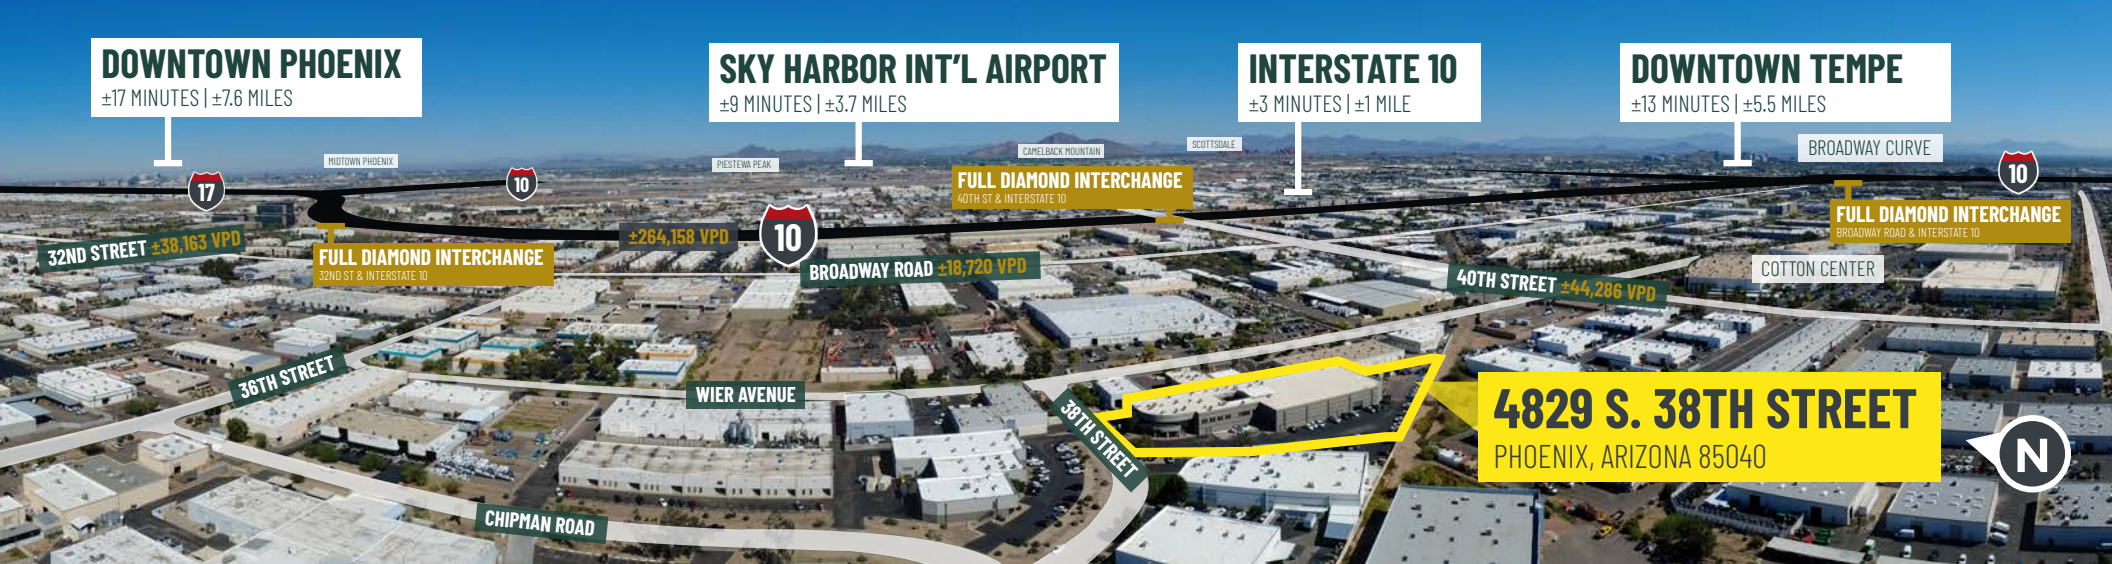 DOWNTOWN PHOENIX
±17 MINUTES | ±7.6 MILES
SKY HARBOR INT'L AIRPORT
±9 MINUTES | ±3.7 MILES
INTERSTATE 10
±3 MINUTES | ±1 MILE
DOWNTOWN TEMPE
±13 MINUTES | ±5.5 MILES
MIDTOWN PHOENIX
PIESTEWA PEAK
CAMELBACK MOUNTAIN
SCOTTSDALE
BROADWAY CURVE
17
10
10
FULL DIAMOND INTERCHANGE
40TH ST & INTERSTATE 10
FULL DIAMOND INTERCHANGE
BROADWAY ROAD & INTERSTATE 10
32ND STREET ±38,163 VPD
FULL DIAMOND INTERCHANGE
32ND ST & INTERSTATE 10
±264,158 VPD
10
BROADWAY ROAD ±18,720 VPD
COTTON CENTER
40TH STREET ±44,286 VPD
36TH STREET
WIER AVENUE
38TH STREET
4829 S. 38TH STREET
PHOENIX, ARIZONA 85040
N
CHIPMAN ROAD